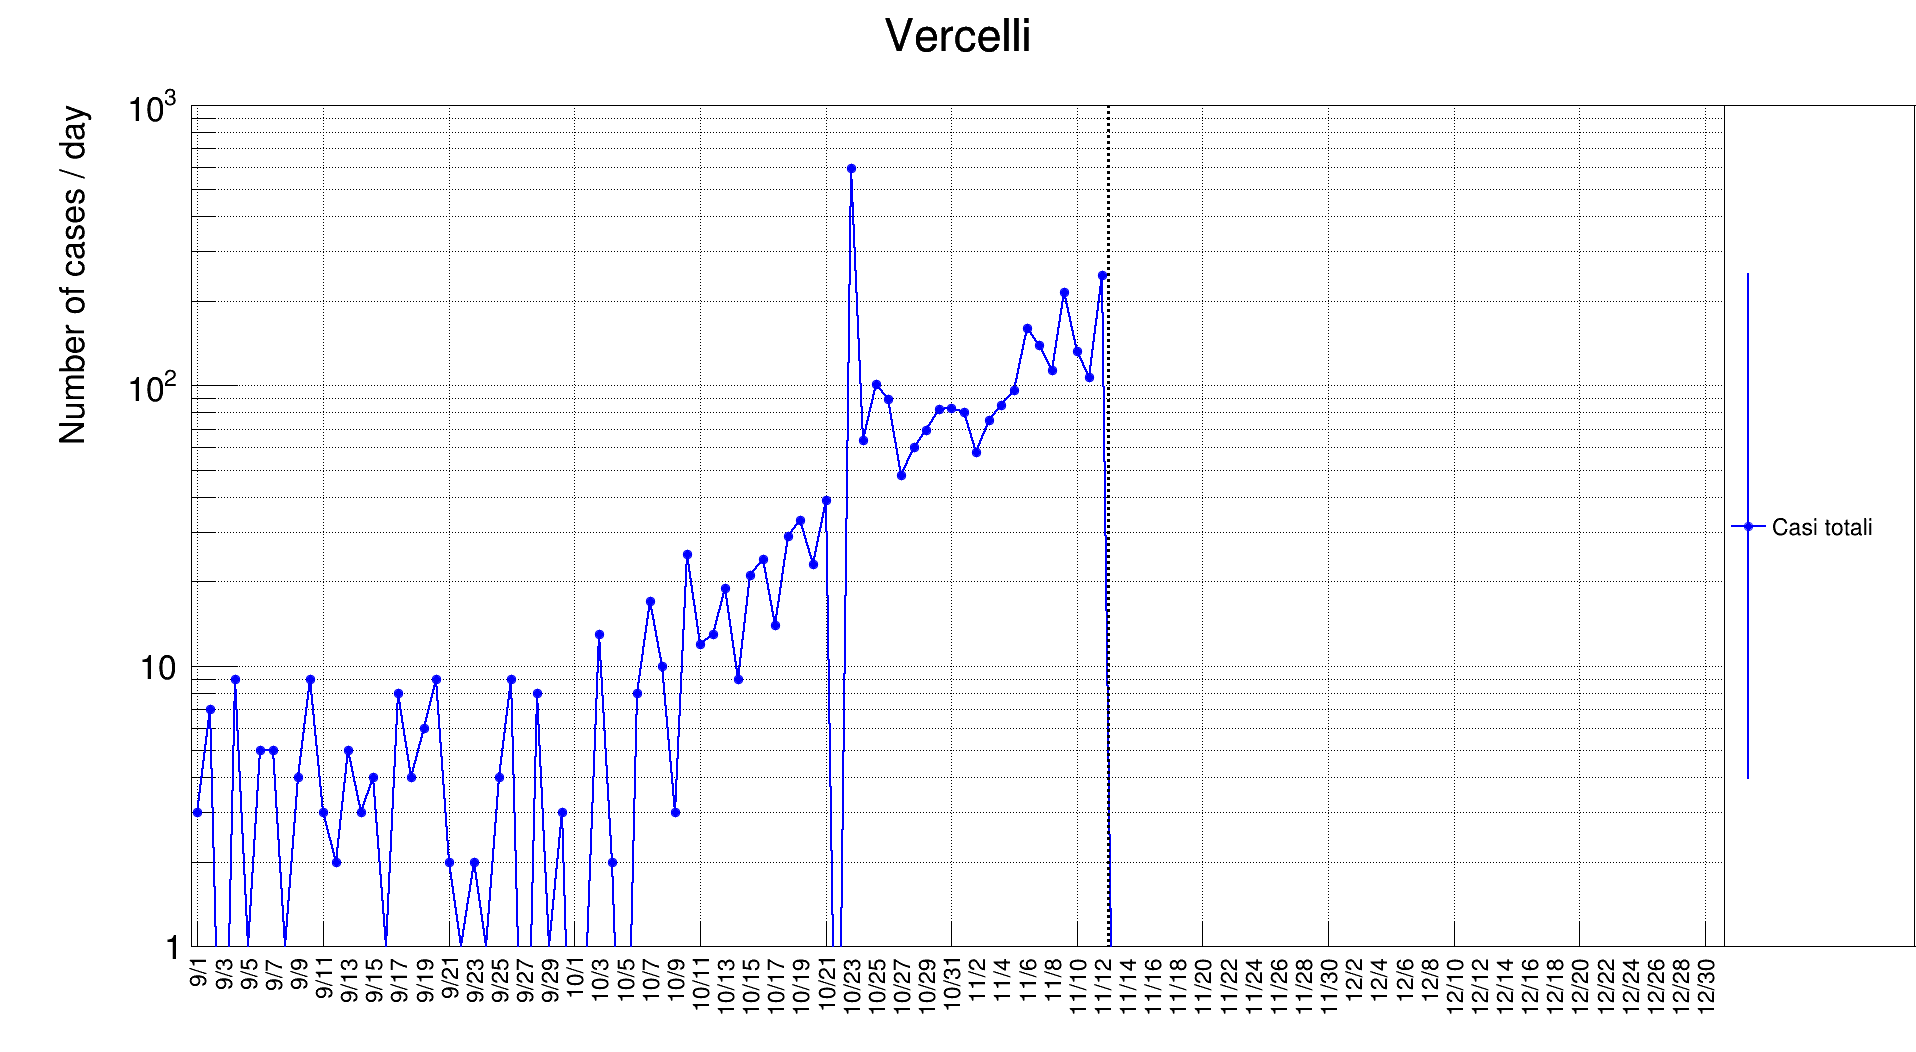 Vercelli
Number of cases / day
10³
10²
10
1
9/1 9/3 9/5 9/7 9/9 9/11 9/13 9/15 9/17 9/19 9/21 9/23 9/25 9/27 9/29 10/1 10/3 10/5 10/7 10/9 10/11 10/13 10/15 10/17 10/19 10/21 10/23 10/25 10/27 10/29 10/31 11/2 11/4 11/6 11/8 11/10 11/12 11/14 11/16 11/18 11/20 11/22 11/24 11/26 11/28 11/30 12/2 12/4 12/6 12/8 12/10 12/12 12/14 12/16 12/18 12/20 12/22 12/24 12/26 12/28 12/30
Casi totali